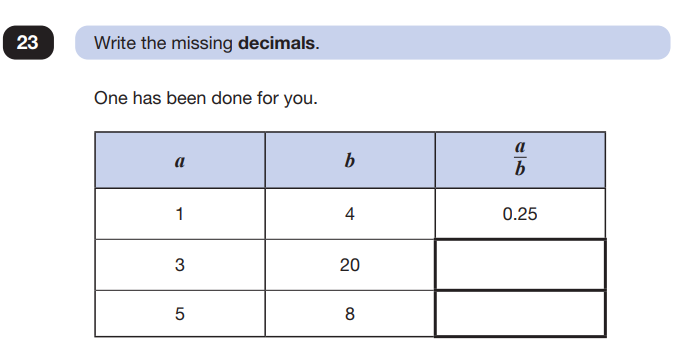 23 Write the missing decimals.
One has been done for you.
a b a/b
1 4 0.25
3 20
5 8